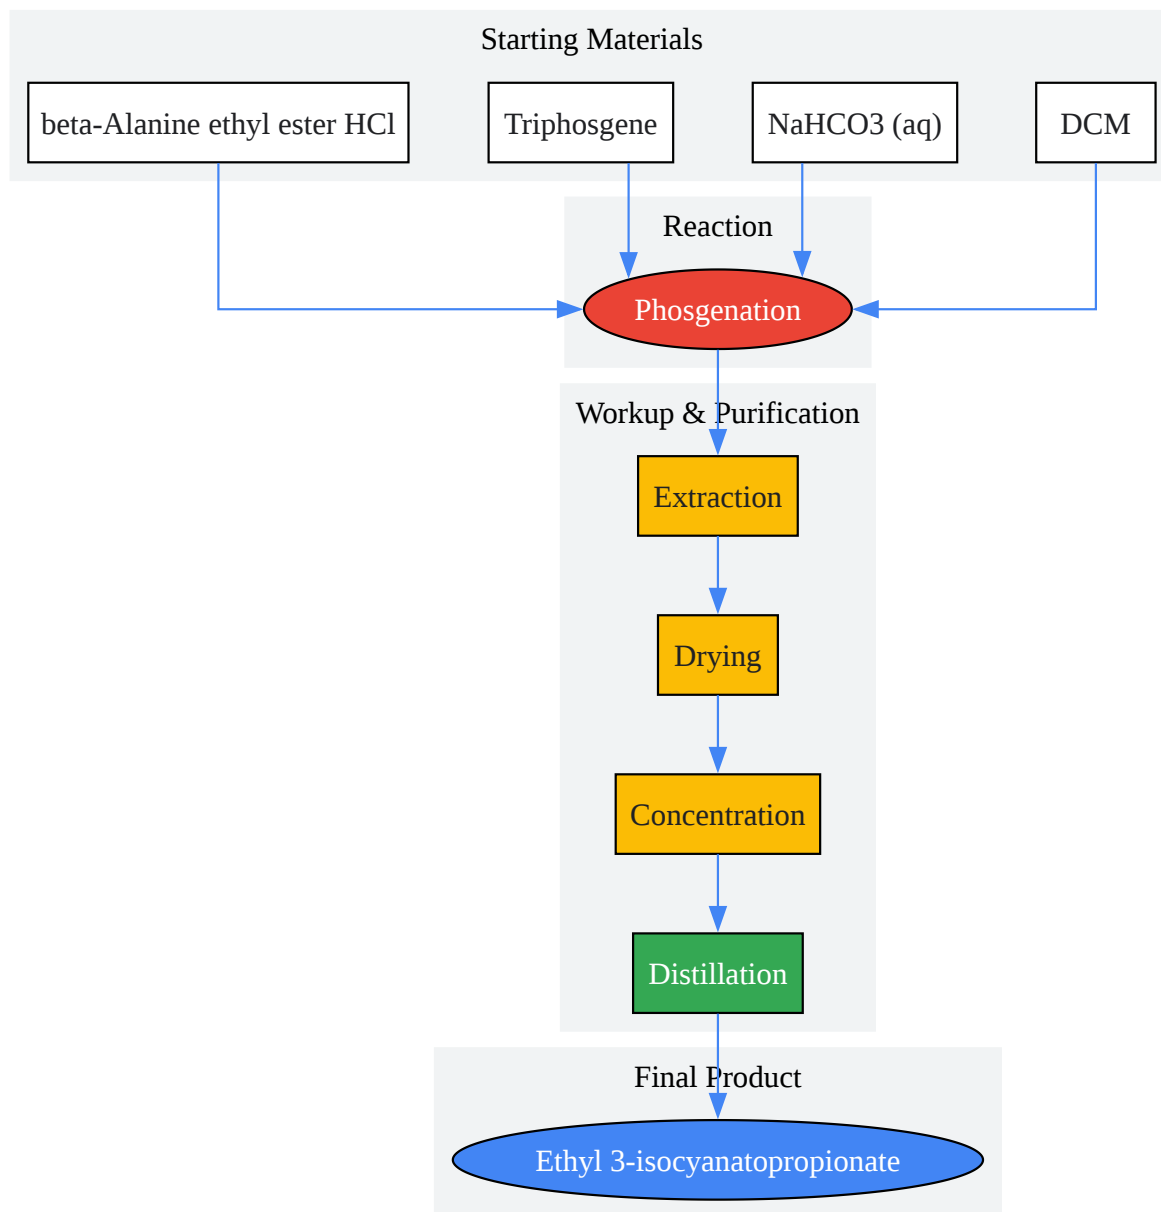 Starting Materials
beta-Alanine ethyl ester HCl
Triphosgene
NaHCO3 (aq)
DCM
Reaction
Phosgenation
Workup & Purification
Extraction
Drying
Concentration
Distillation
Final Product
Ethyl 3-isocyanatopropionate